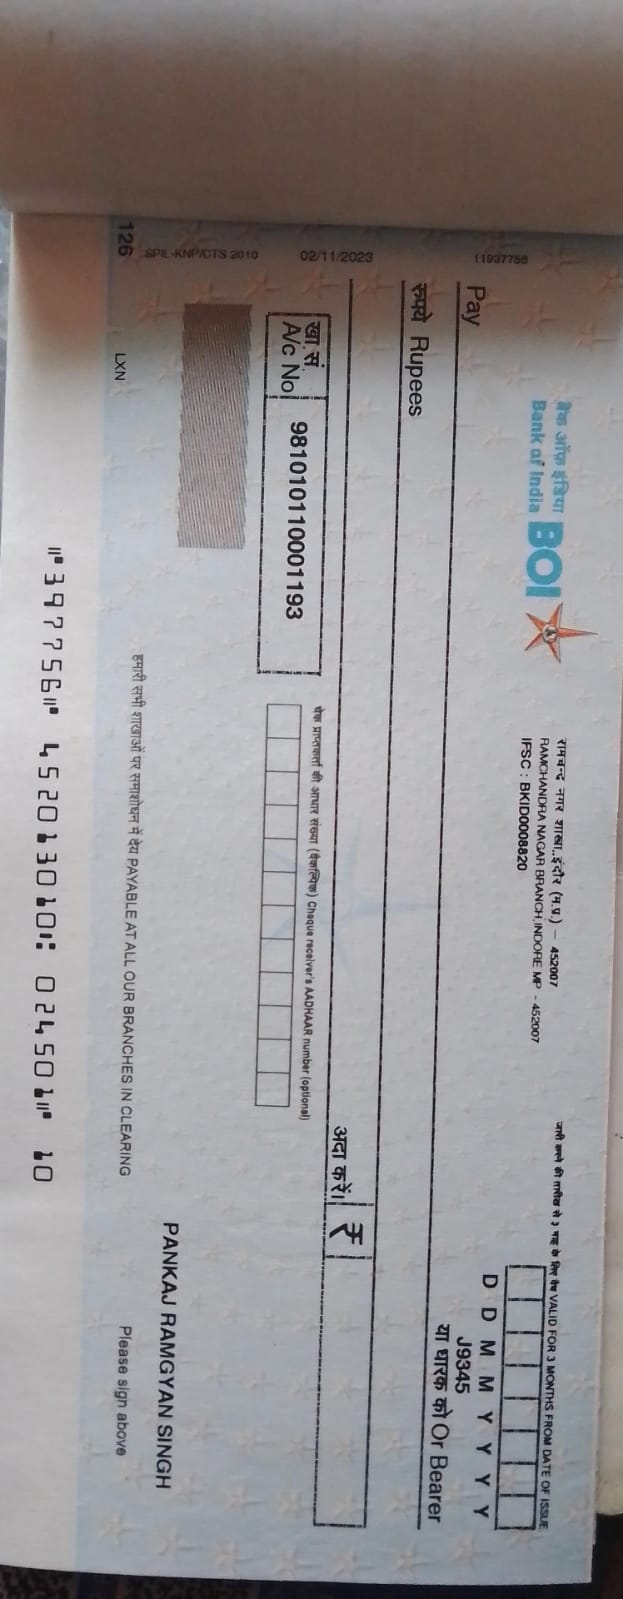 11937756
बैंक ऑफ़ इंडिया
Bank of India
BOI
रामचन्द्र नगर शाखा,,इंदौर (म.प्र.) – 452007
RAMCHANDRA NAGAR BRANCH,INDORE MP - 452007
IFSC : BKID0008820
जारी करने की तारीख से 3 माह के लिए वैध VALID FOR 3 MONTHS FROM DATE OF ISSUE
D D M M Y Y Y Y
J9345
Pay
या धारक को Or Bearer
रुपये Rupees
02/11/2023
अदा करें। ₹
खा.सं.
A/c No
981010110001193
चेक प्राप्तकर्ता की आधार संख्या (वैकल्पिक) Cheque receiver's AADHAAR number (optional)
SPIL-KNP/CTS 2010
PANKAJ RAMGYAN SINGH
126
LXN
हमारी सभी शाखाओं पर समाशोधन में देय PAYABLE AT ALL OUR BRANCHES IN CLEARING
Please sign above
⑈397756⑈ 452013010⑆ 024501⑈ 10